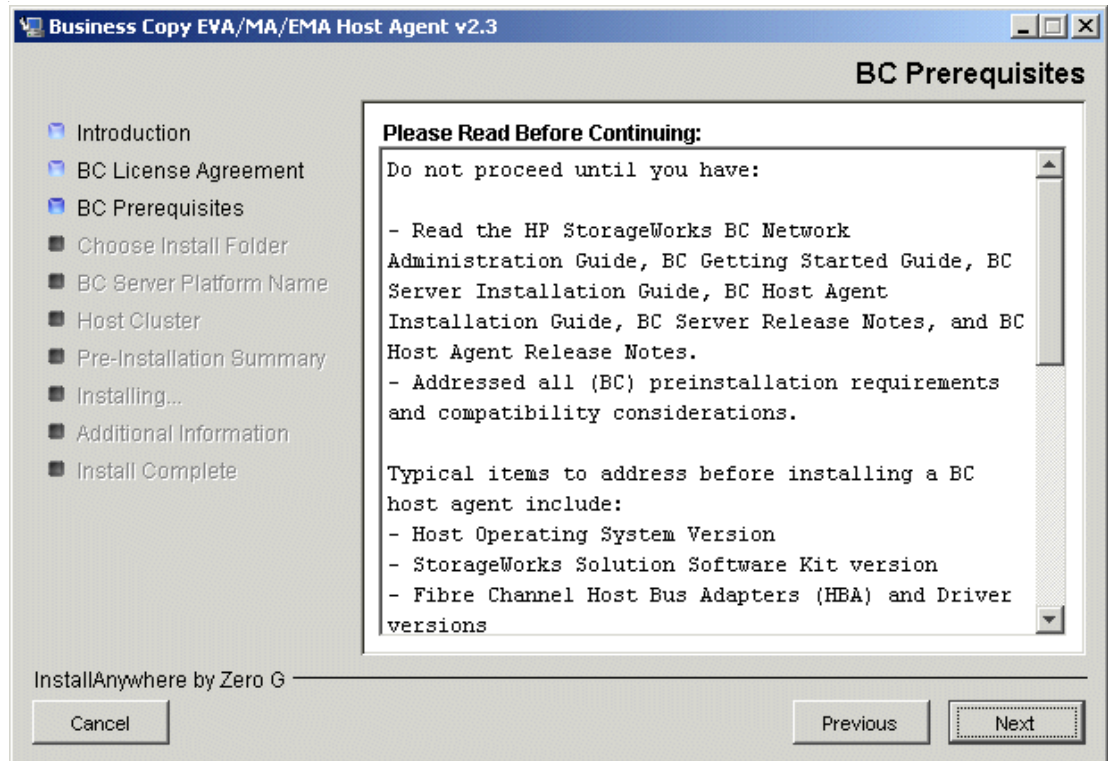 Business Copy EVA/MA/EMA Host Agent v2.3
BC Prerequisites
Introduction
BC License Agreement
BC Prerequisites
Choose Install Folder
BC Server Platform Name
Host Cluster
Pre-Installation Summary
Installing...
Additional Information
Install Complete
Please Read Before Continuing:
Do not proceed until you have:
- Read the HP StorageWorks BC Network
Administration Guide, BC Getting Started Guide, BC
Server Installation Guide, BC Host Agent
Installation Guide, BC Server Release Notes, and BC
Host Agent Release Notes.
- Addressed all (BC) preinstallation requirements
and compatibility considerations.
Typical items to address before installing a BC
host agent include:
- Host Operating System Version
- StorageWorks Solution Software Kit version
- Fibre Channel Host Bus Adapters (HBA) and Driver
versions
InstallAnywhere by Zero G
Cancel
Previous
Next